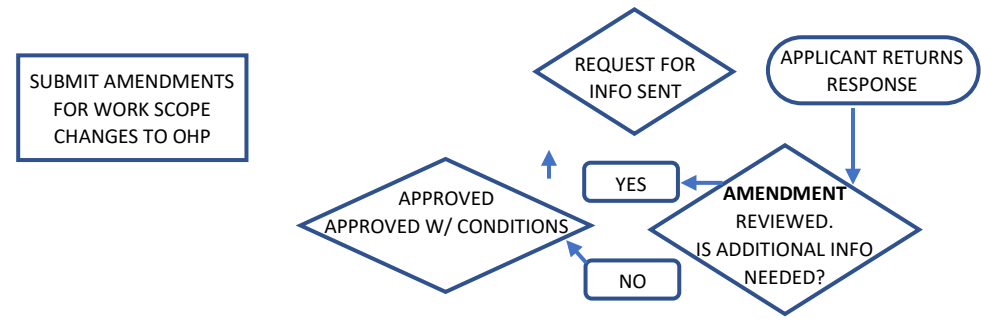 SUBMIT AMENDMENTS
FOR WORK SCOPE
CHANGES TO OHP
REQUEST FOR
INFO SENT
APPLICANT RETURNS
RESPONSE
APPROVED
APPROVED W/ CONDITIONS
YES
NO
AMENDMENT
REVIEWED.
IS ADDITIONAL INFO
NEEDED?